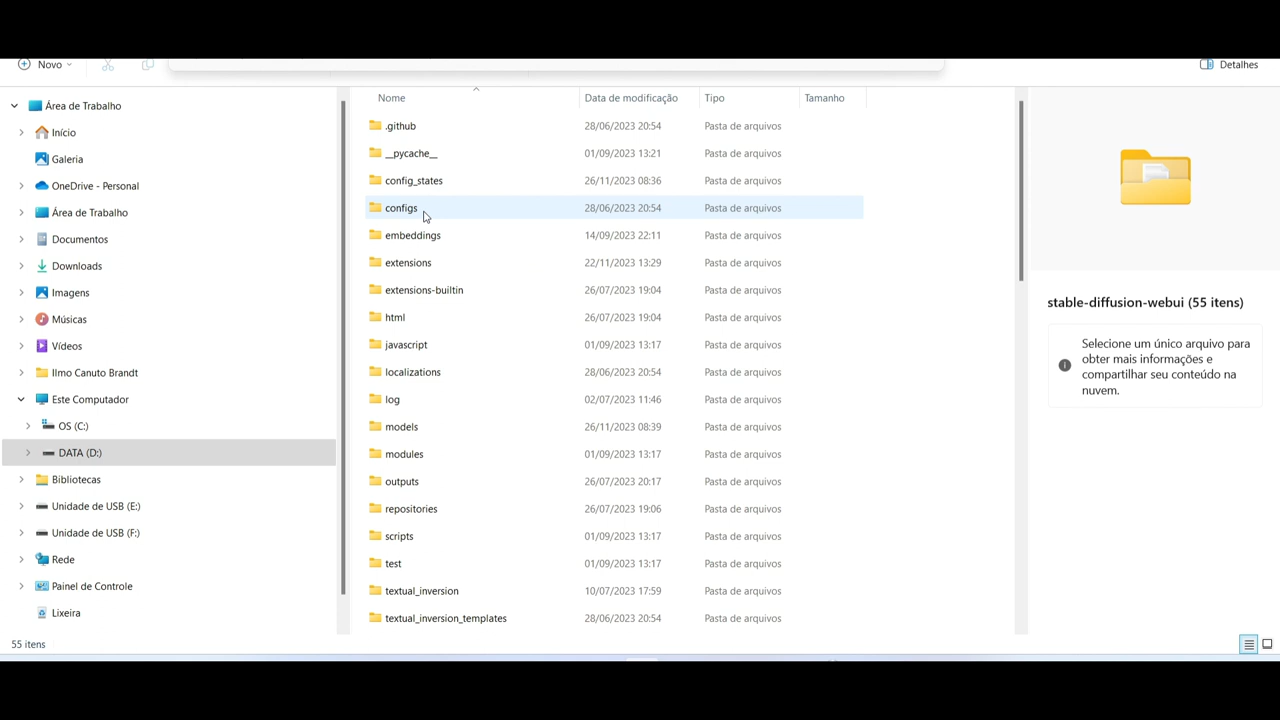 Novo
Detalhes
Área de Trabalho
Início
Galeria
OneDrive - Personal
Área de Trabalho
Documentos
Downloads
Imagens
Músicas
Vídeos
Ilmo Canuto Brandt
Este Computador
OS (C:)
DATA (D:)
Bibliotecas
Unidade de USB (E:)
Unidade de USB (F:)
Rede
Painel de Controle
Lixeira
Nome Data de modificação Tipo Tamanho
.github 28/06/2023 20:54 Pasta de arquivos
__pycache__ 01/09/2023 13:21 Pasta de arquivos
config_states 26/11/2023 08:36 Pasta de arquivos
configs 28/06/2023 20:54 Pasta de arquivos
embeddings 14/09/2023 22:11 Pasta de arquivos
extensions 22/11/2023 13:29 Pasta de arquivos
extensions-builtin 26/07/2023 19:04 Pasta de arquivos
html 26/07/2023 19:04 Pasta de arquivos
javascript 01/09/2023 13:17 Pasta de arquivos
localizations 28/06/2023 20:54 Pasta de arquivos
log 02/07/2023 11:46 Pasta de arquivos
models 26/11/2023 08:39 Pasta de arquivos
modules 01/09/2023 13:17 Pasta de arquivos
outputs 26/07/2023 20:17 Pasta de arquivos
repositories 26/07/2023 19:06 Pasta de arquivos
scripts 01/09/2023 13:17 Pasta de arquivos
test 01/09/2023 13:17 Pasta de arquivos
textual_inversion 10/07/2023 17:59 Pasta de arquivos
textual_inversion_templates 28/06/2023 20:54 Pasta de arquivos
stable-diffusion-webui (55 itens)
Selecione um único arquivo para
obter mais informações e
compartilhar seu conteúdo na
nuvem.
55 itens